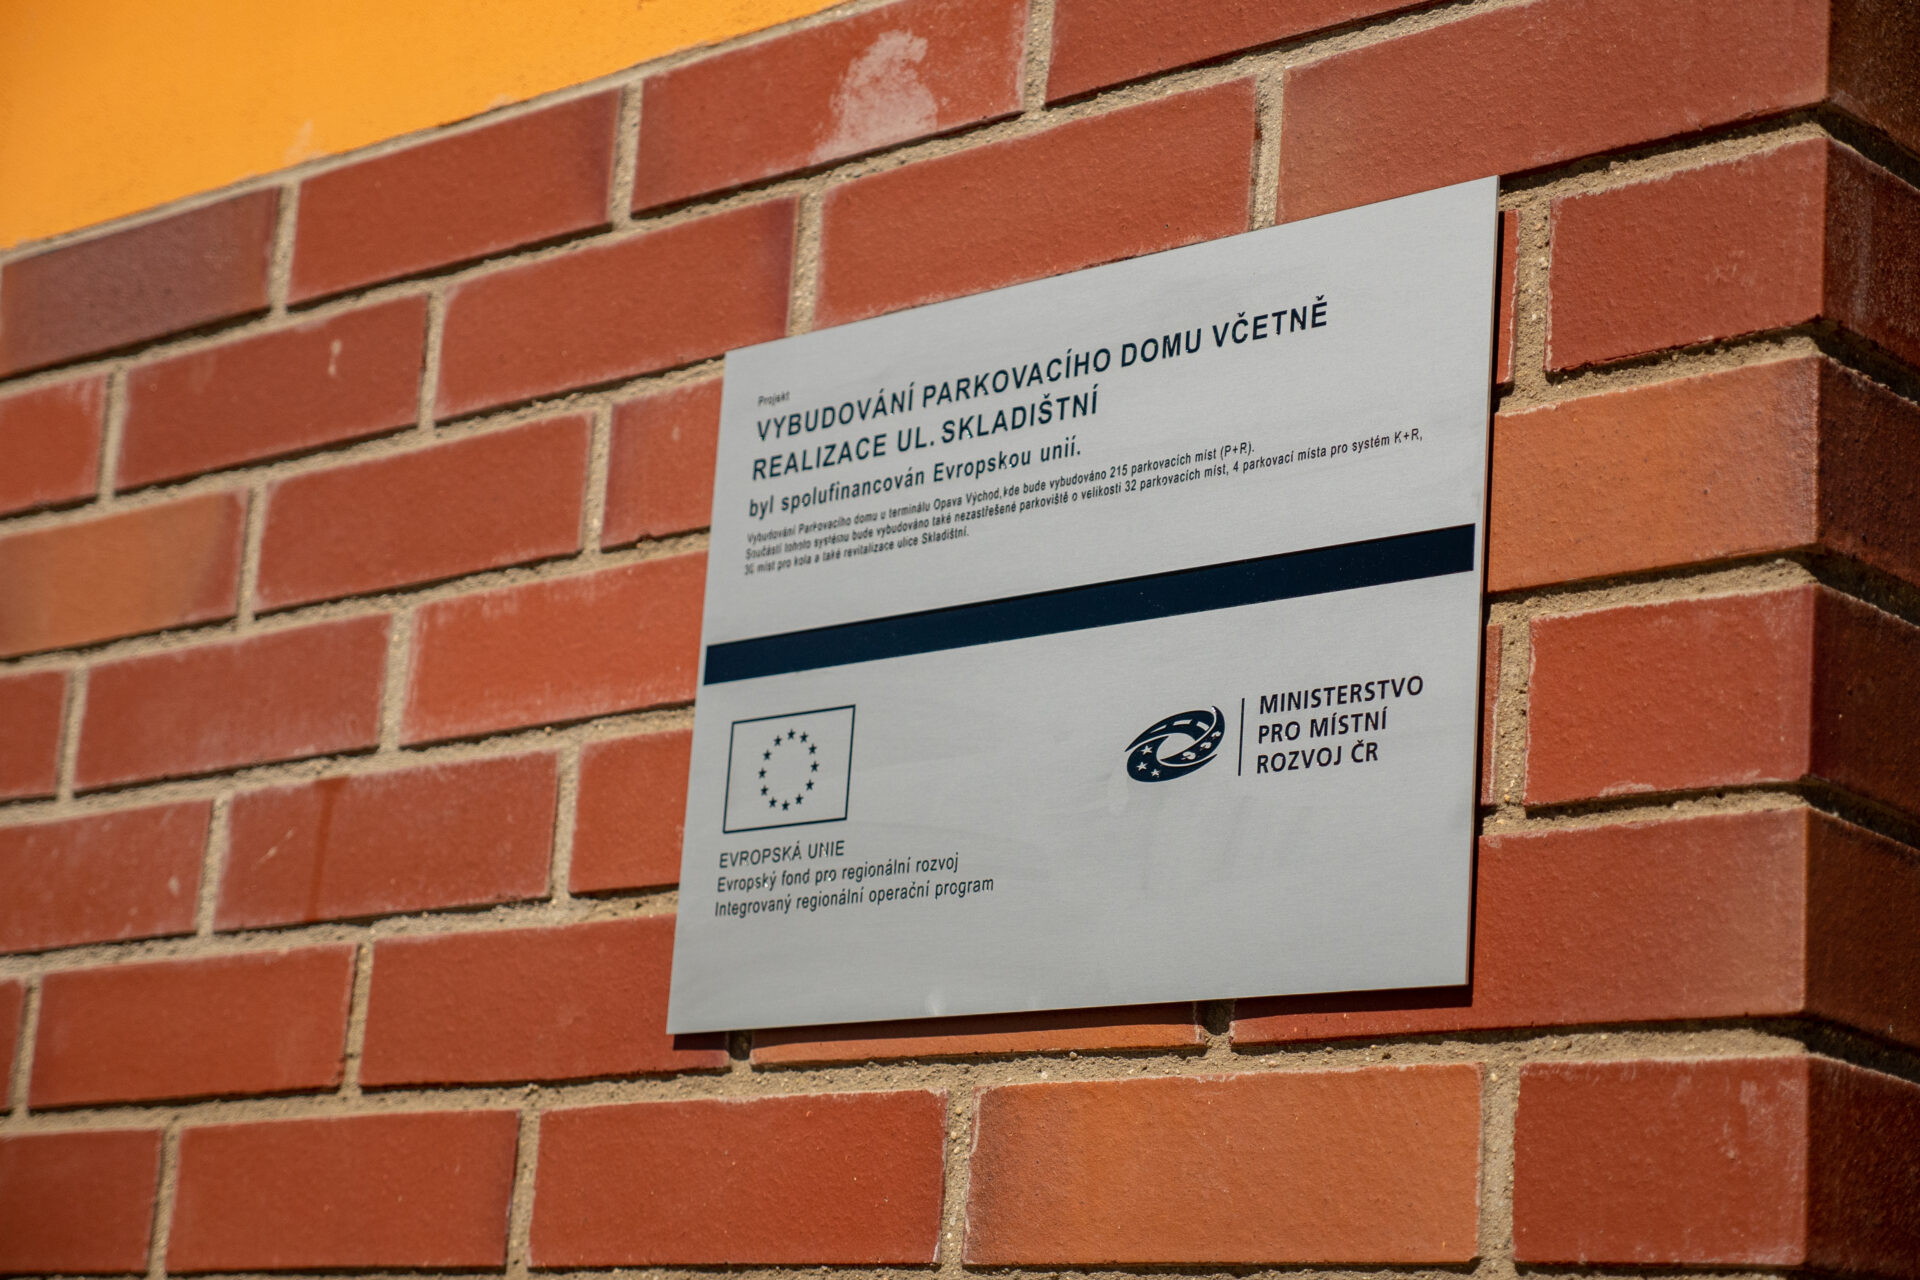 Projekt
VYBUDOVÁNÍ PARKOVACÍHO DOMU VČETNĚ
REALIZACE UL. SKLADIŠTNÍ
byl spolufinancován Evropskou unií.
Vybudování Parkovacího domu u terminálu Opava Východ, kde bude vybudováno 215 parkovacích míst (P+R).
Součástí tohoto systému bude vybudováno také nezastřešené parkoviště o velikosti 32 parkovacích míst, 4 parkovací místa pro systém K+R,
30 míst pro kola a také revitalizace ulice Skladištní.
EVROPSKÁ UNIE
Evropský fond pro regionální rozvoj
Integrovaný regionální operační program
MINISTERSTVO
PRO MÍSTNÍ
ROZVOJ ČR